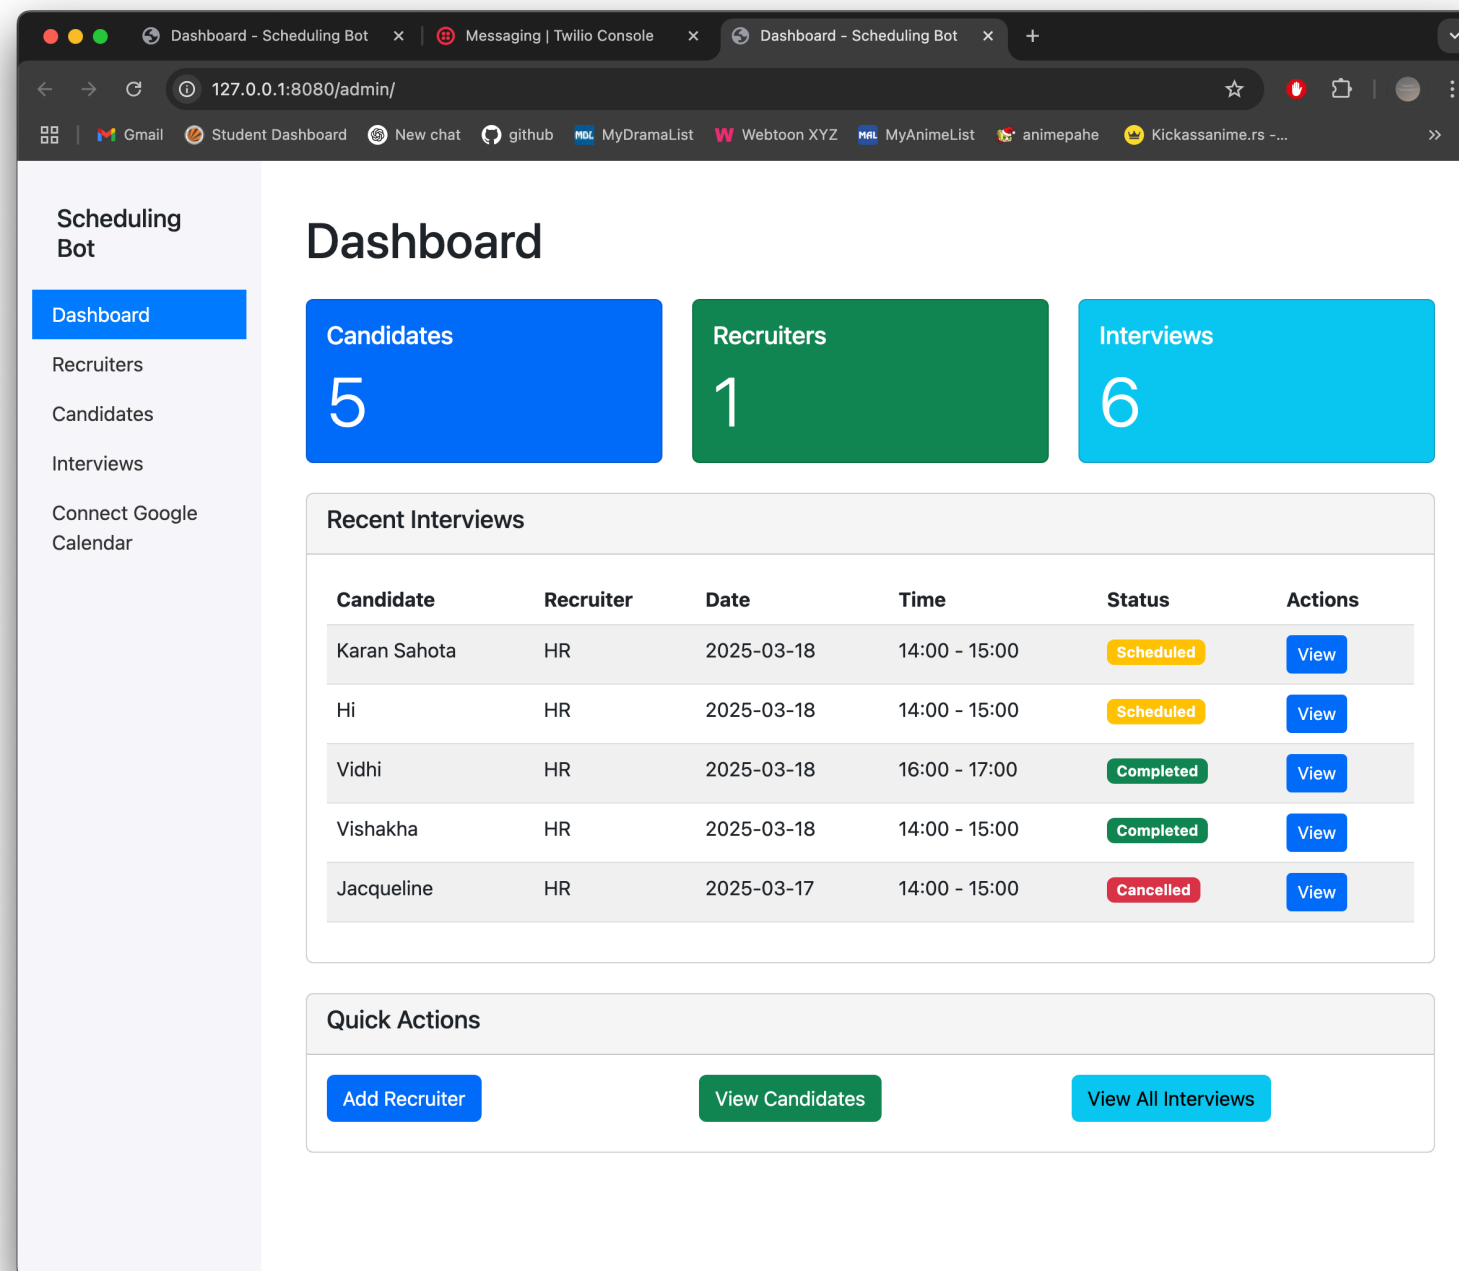 Dashboard - Scheduling Bot
Messaging | Twilio Console
Dashboard - Scheduling Bot
127.0.0.1:8080/admin/
Gmail
Student Dashboard
New chat
github
MDL MyDramaList
W Webtoon XYZ
MAL MyAnimeList
animepahe
Kickassanime.rs -...
Scheduling
Bot
Dashboard
Recruiters
Candidates
Interviews
Connect Google
Calendar
Dashboard
Candidates
5
Recruiters
1
Interviews
6
Recent Interviews
Candidate Recruiter Date Time Status Actions
Karan Sahota HR 2025-03-18 14:00 - 15:00 Scheduled View
Hi HR 2025-03-18 14:00 - 15:00 Scheduled View
Vidhi HR 2025-03-18 16:00 - 17:00 Completed View
Vishakha HR 2025-03-18 14:00 - 15:00 Completed View
Jacqueline HR 2025-03-17 14:00 - 15:00 Cancelled View
Quick Actions
Add Recruiter View Candidates View All Interviews